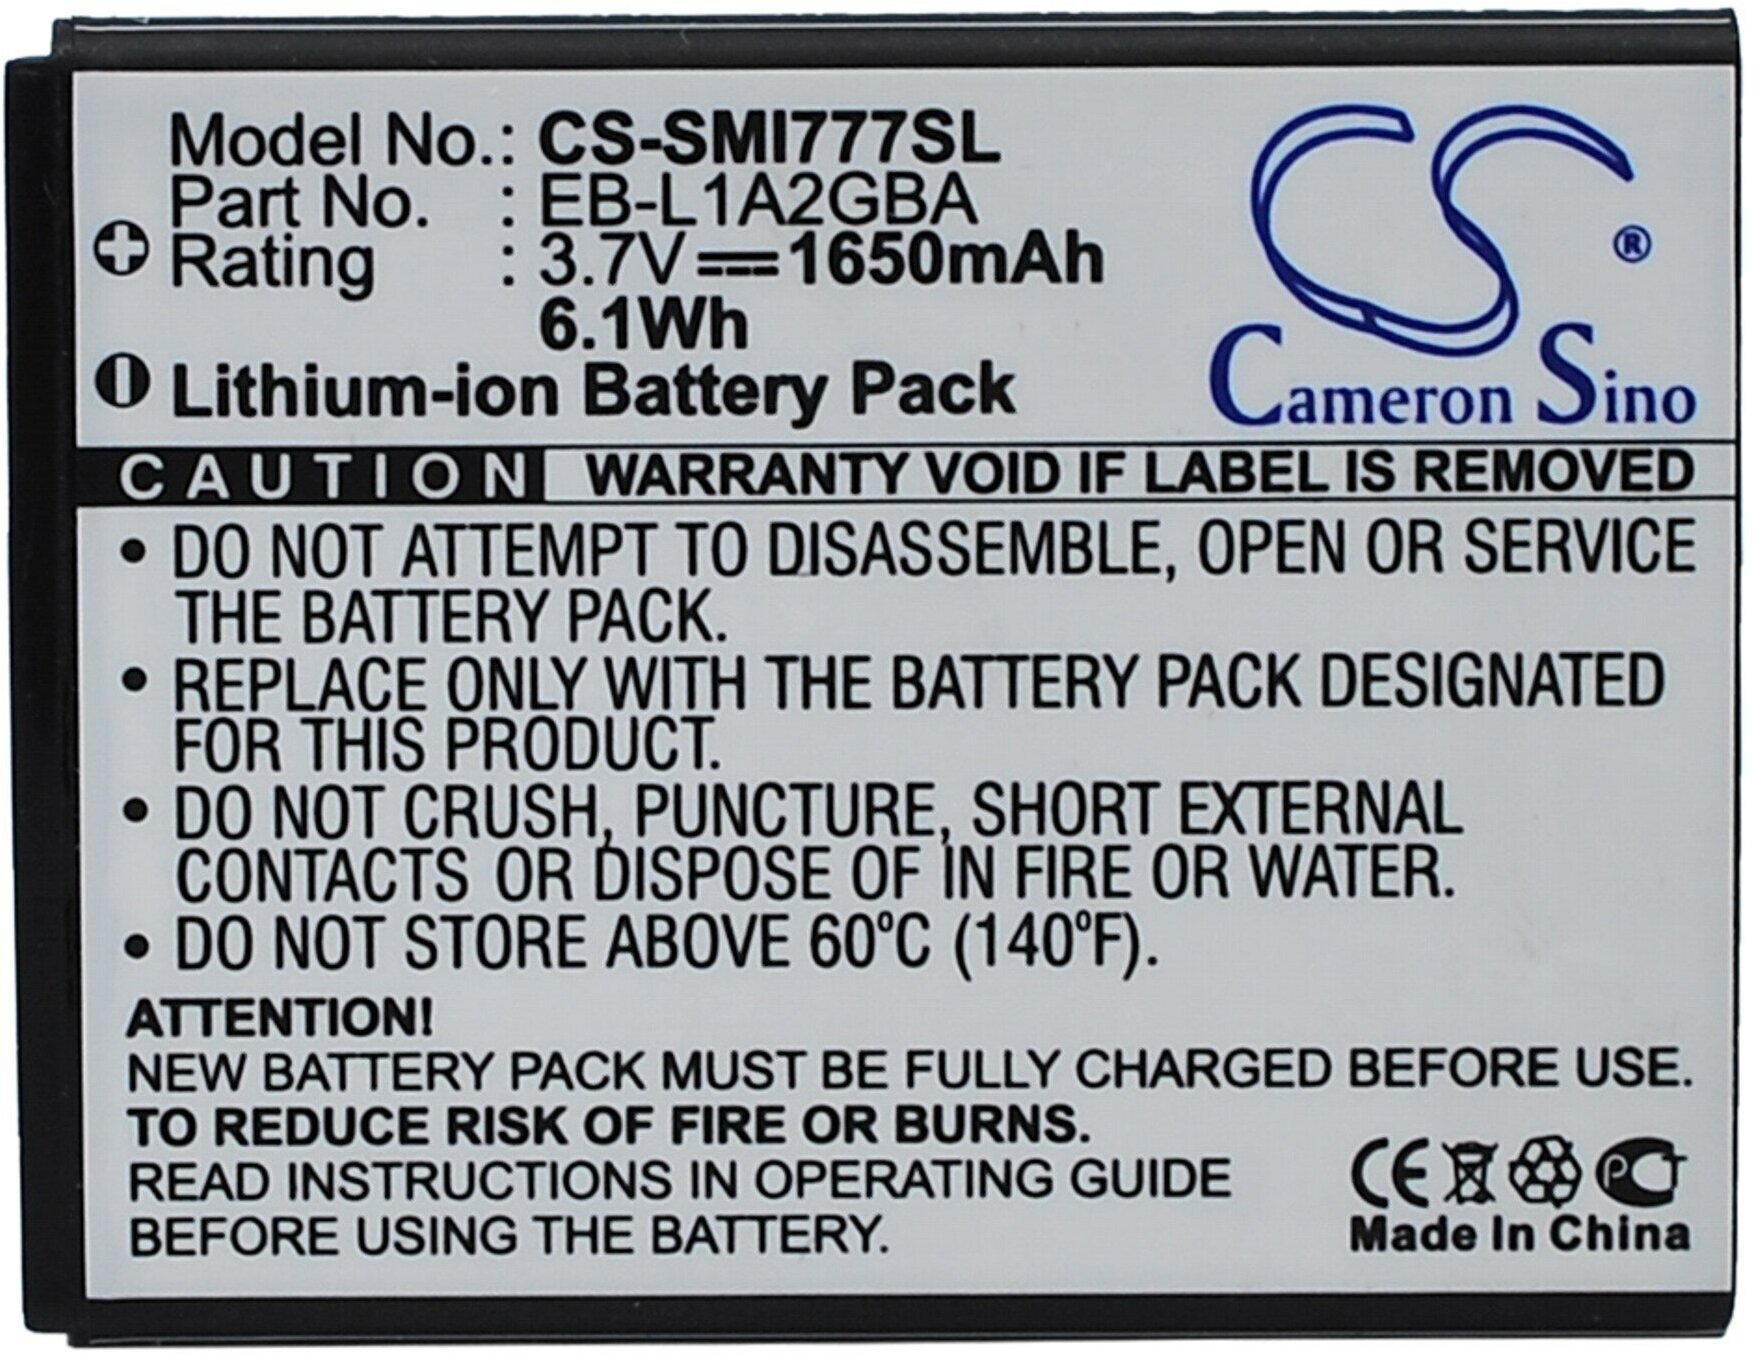 Model No.: CS-SMI777SL
Part No. : EB-L1A2GBA
Rating : 3.7V 1650mAh
6.1Wh
Lithium-ion Battery Pack
CS ®
Cameron Sino
CAUTION WARRANTY VOID IF LABEL IS REMOVED
• DO NOT ATTEMPT TO DISASSEMBLE, OPEN OR SERVICE
THE BATTERY PACK.
• REPLACE ONLY WITH THE BATTERY PACK DESIGNATED
FOR THIS PRODUCT.
• DO NOT CRUSH, PUNCTURE, SHORT EXTERNAL
CONTACTS OR DISPOSE OF IN FIRE OR WATER.
• DO NOT STORE ABOVE 60°C (140°F).
ATTENTION!
NEW BATTERY PACK MUST BE FULLY CHARGED BEFORE USE.
TO REDUCE RISK OF FIRE OR BURNS.
READ INSTRUCTIONS IN OPERATING GUIDE
BEFORE USING THE BATTERY.
CE PCT
Made In China